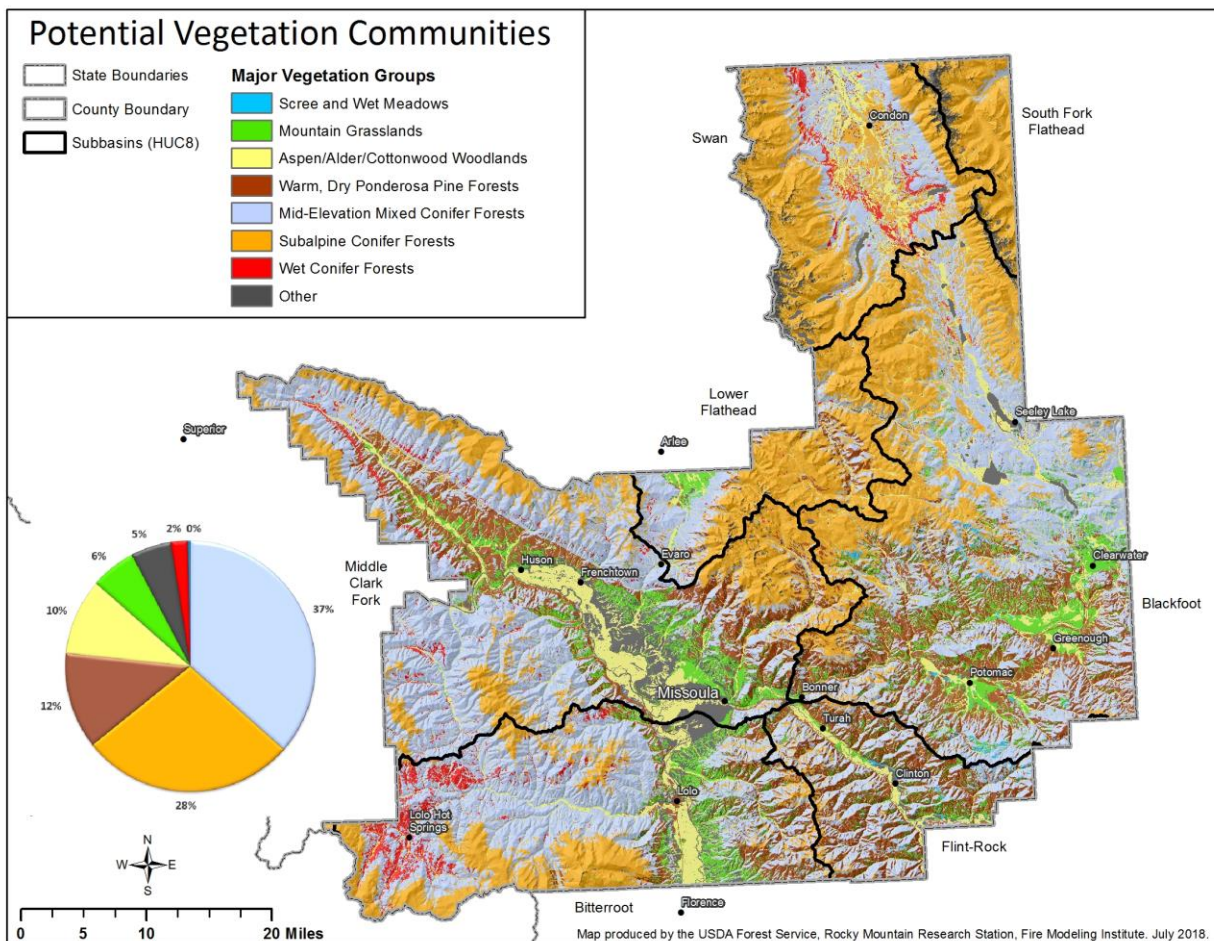 Potential Vegetation Communities
State Boundaries
County Boundary
Subbasins (HUC8)
Major Vegetation Groups
Scree and Wet Meadows
Mountain Grasslands
Aspen/Alder/Cottonwood Woodlands
Warm, Dry Ponderosa Pine Forests
Mid-Elevation Mixed Conifer Forests
Subalpine Conifer Forests
Wet Conifer Forests
Other
Swan
Condon
South Fork
Flathead
Lower
Flathead
Superior
Arlee
Seeley Lake
Middle
Clark
Fork
Huson
Frenchtown
Evaro
Clearwater
Blackfoot
Greenough
Potomac
Missoula
Bonner
Turah
Clinton
Lolo
Lolo Hot
Springs
Flint-Rock
Bitterroot
Florence
0%
2%
5%
6%
10%
12%
28%
37%
N
W
E
S
0
5
10
20 Miles
Map produced by the USDA Forest Service, Rocky Mountain Research Station, Fire Modeling Institute. July 2018.